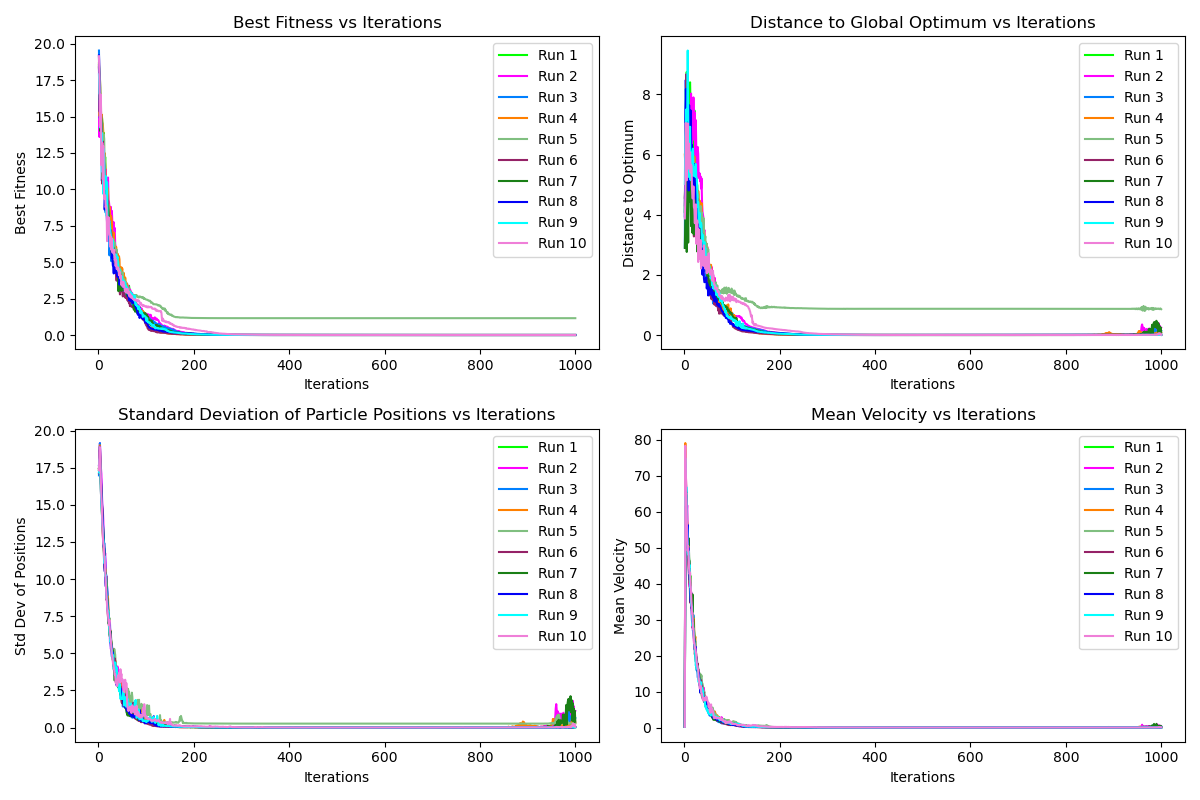 Best Fitness vs Iterations
Best Fitness
20.0
17.5
15.0
12.5
10.0
7.5
5.0
2.5
0.0
0 200 400 600 800 1000
Iterations
Run 1
Run 2
Run 3
Run 4
Run 5
Run 6
Run 7
Run 8
Run 9
Run 10
Distance to Global Optimum vs Iterations
Distance to Optimum
8
6
4
2
0
0 200 400 600 800 1000
Iterations
Run 1
Run 2
Run 3
Run 4
Run 5
Run 6
Run 7
Run 8
Run 9
Run 10
Standard Deviation of Particle Positions vs Iterations
Std Dev of Positions
20.0
17.5
15.0
12.5
10.0
7.5
5.0
2.5
0.0
0 200 400 600 800 1000
Iterations
Run 1
Run 2
Run 3
Run 4
Run 5
Run 6
Run 7
Run 8
Run 9
Run 10
Mean Velocity vs Iterations
Mean Velocity
80
70
60
50
40
30
20
10
0
0 200 400 600 800 1000
Iterations
Run 1
Run 2
Run 3
Run 4
Run 5
Run 6
Run 7
Run 8
Run 9
Run 10